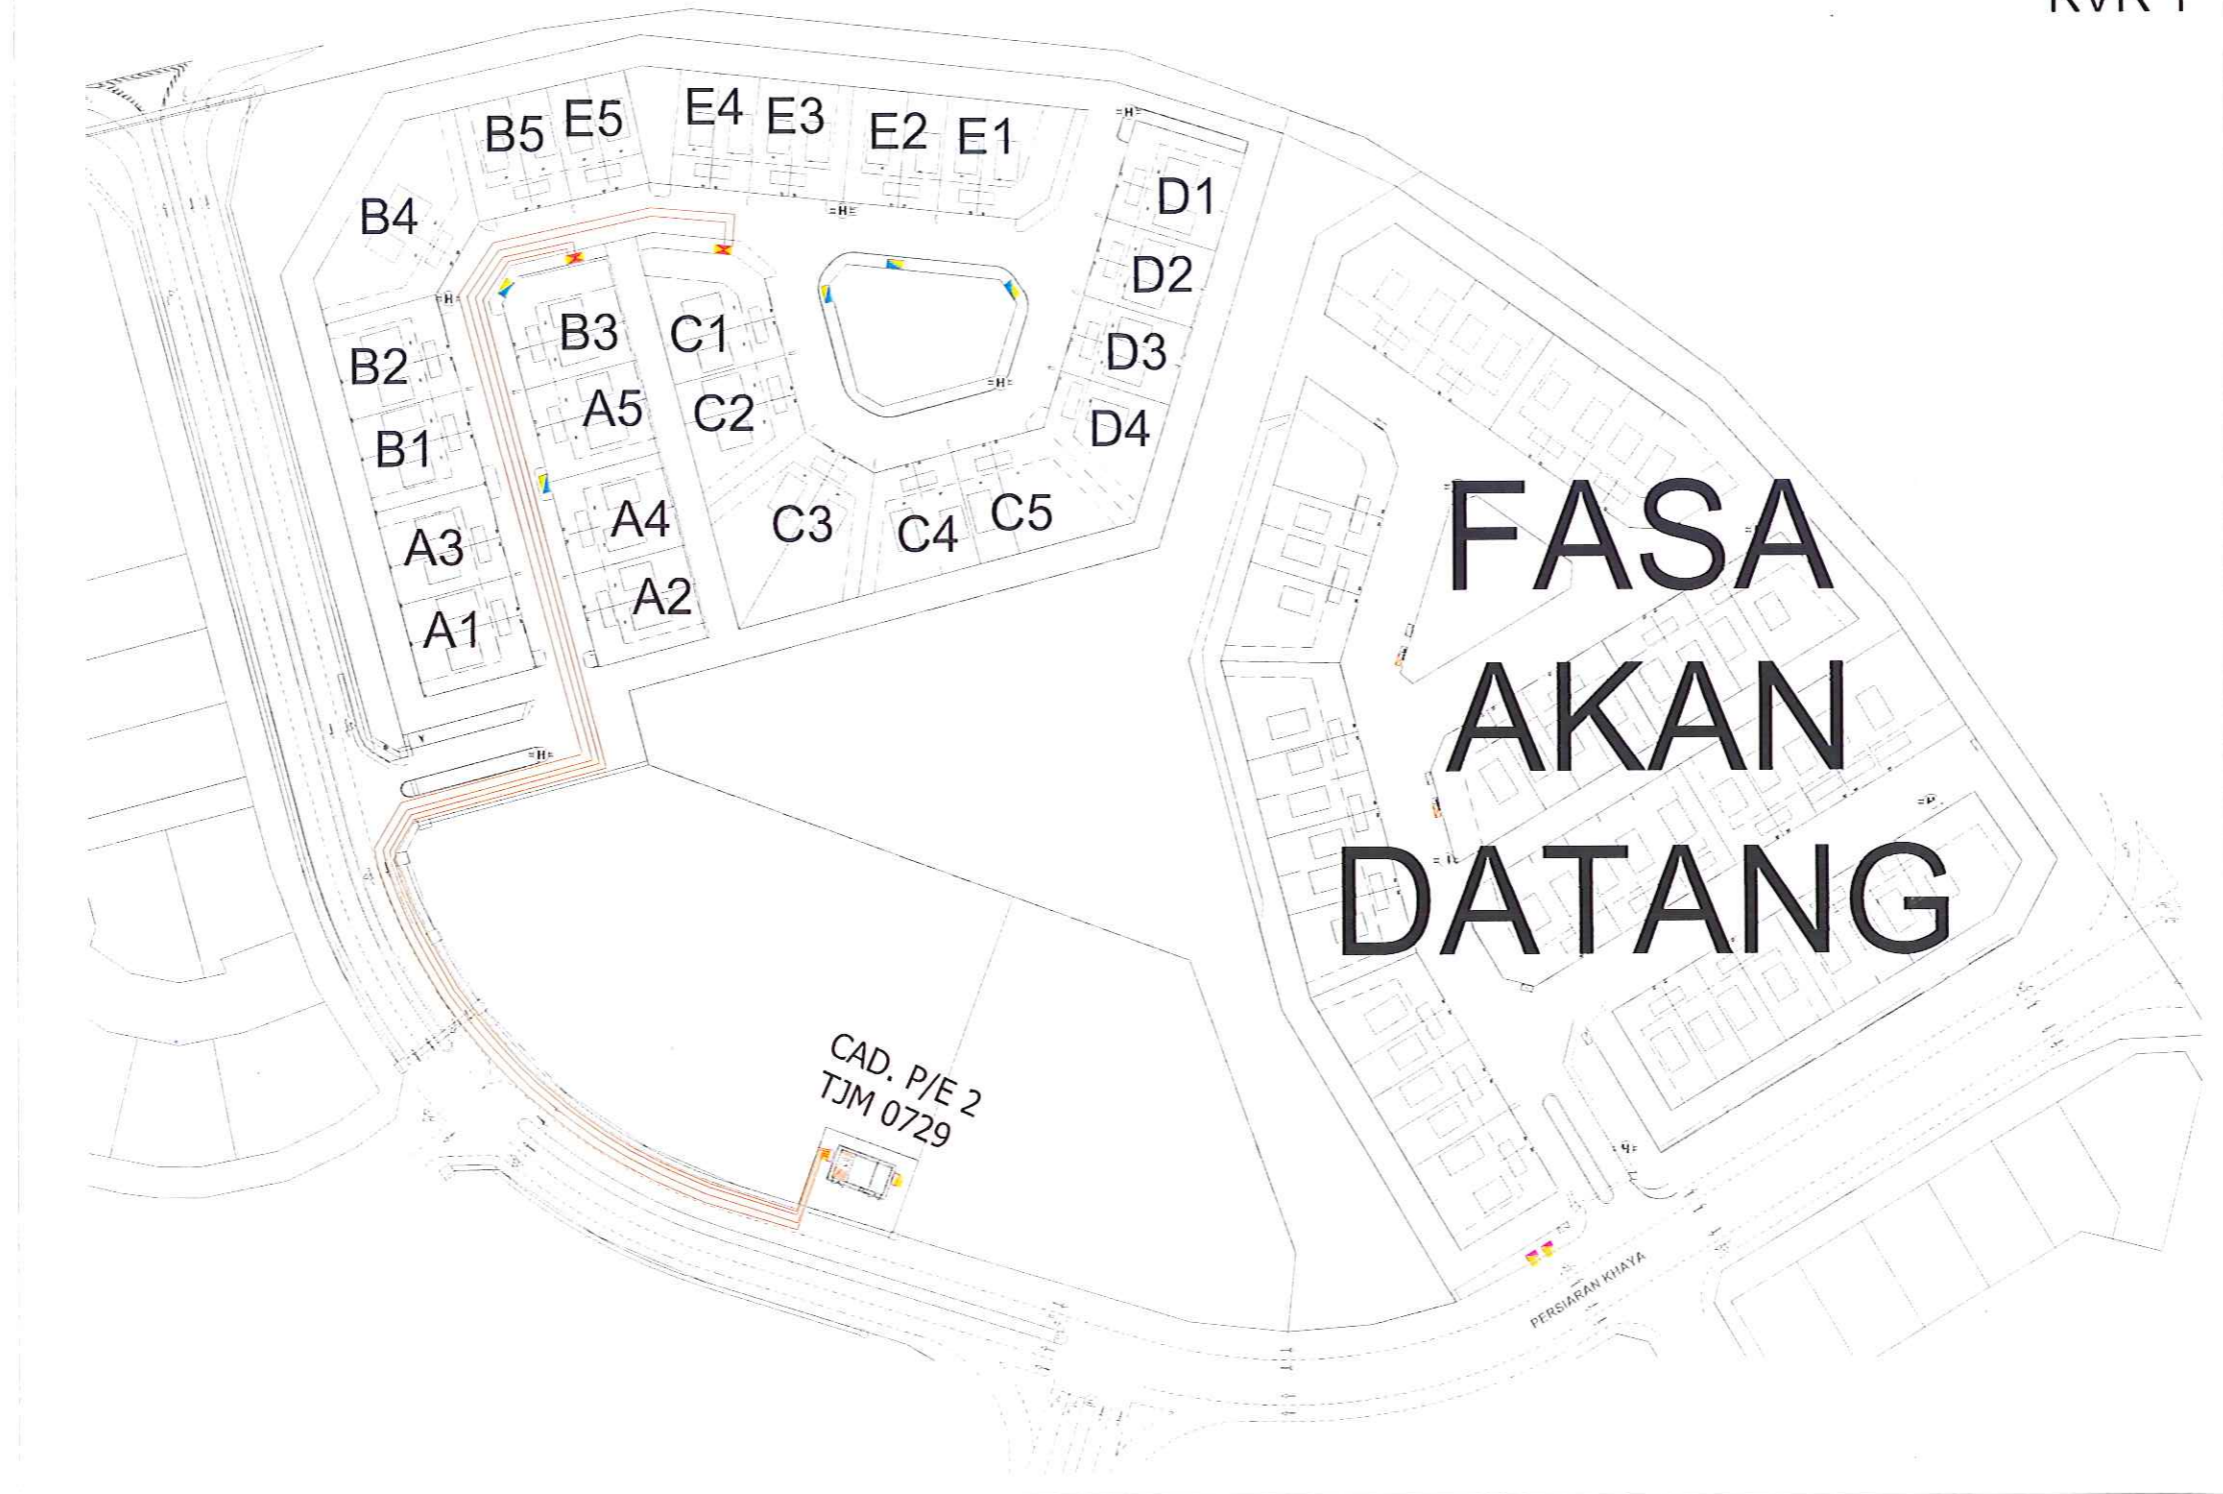 B5 E5 E4 E3 E2 E1
B4
D1
D2
B3 C1
D3
B2
A5 C2
D4
B1
A4 C3 C4 C5
A3
A2
A1
FASA
AKAN
DATANG
CAD. P/E 2
TJM 0729
PERSIARAN KHAYA